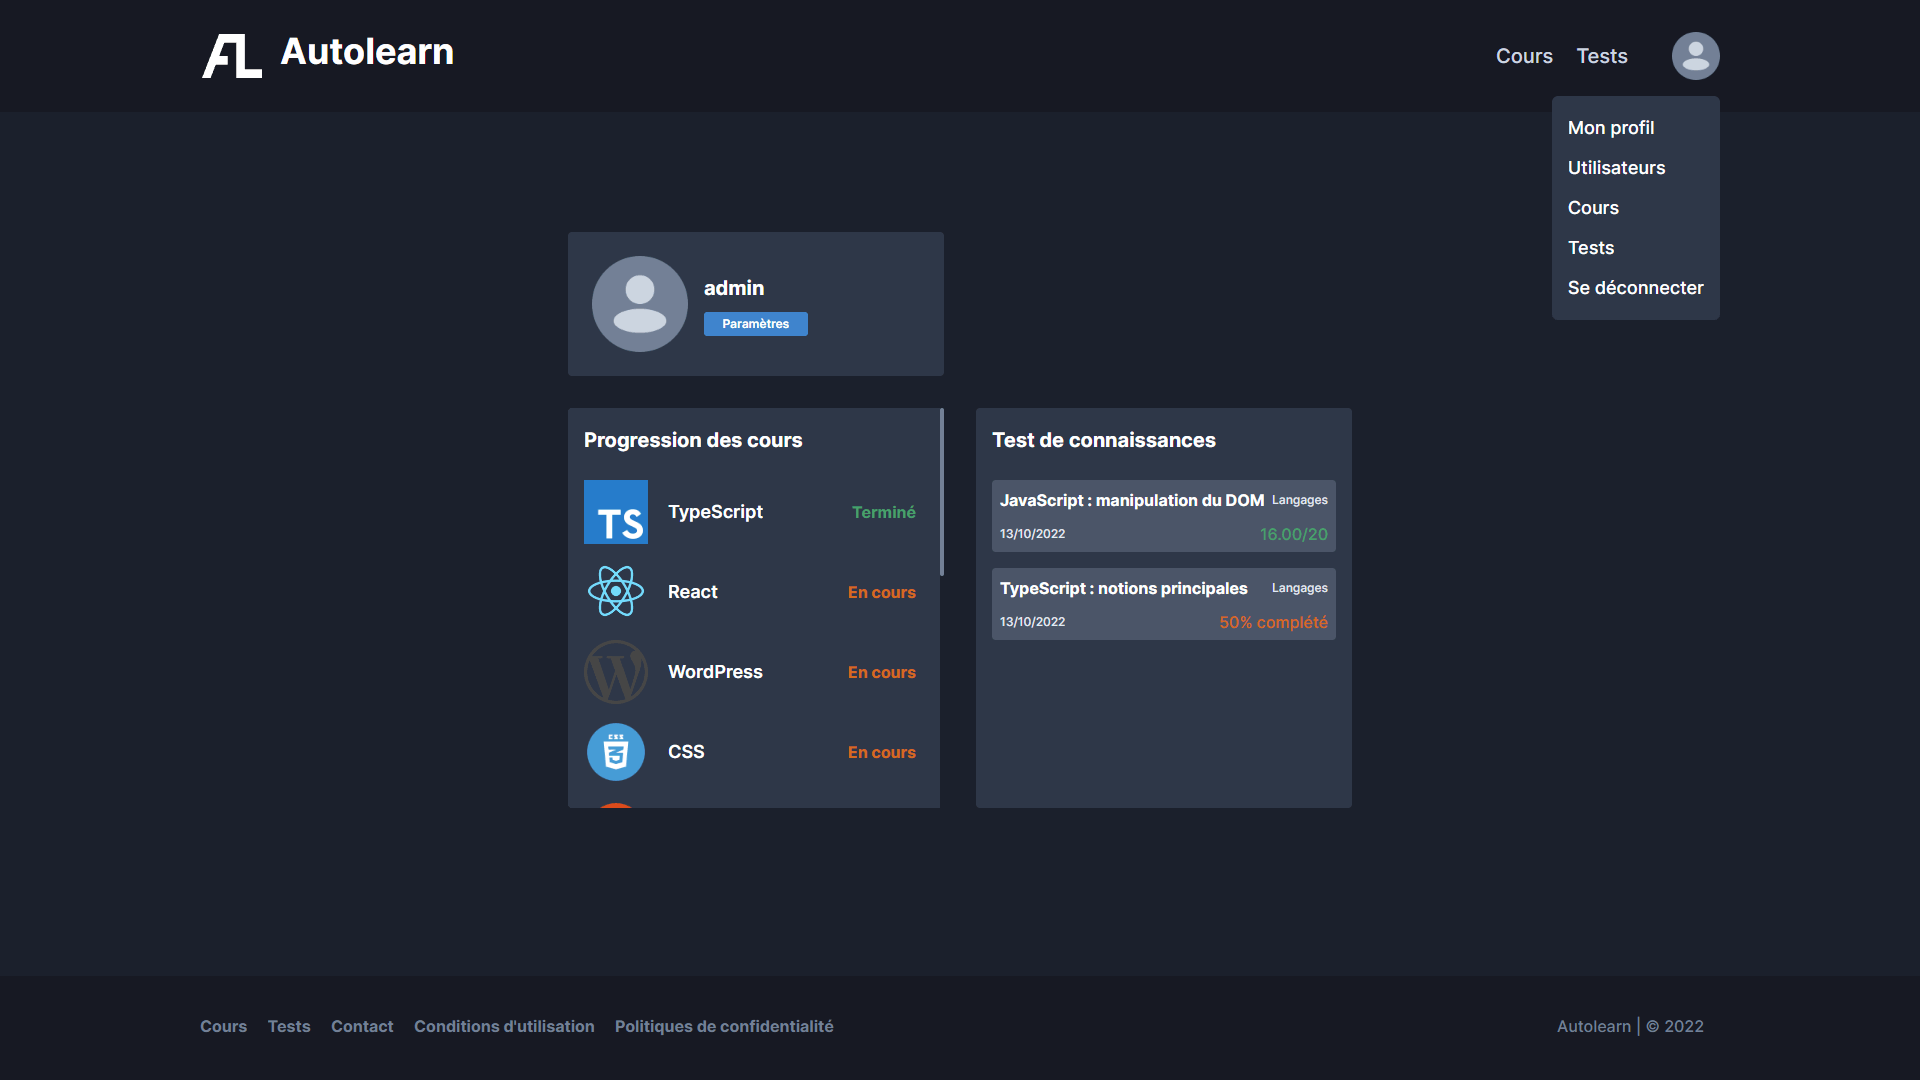 AL Autolearn
Cours Tests
Mon profil
Utilisateurs
Cours
Tests
Se déconnecter
admin
Paramètres
Progression des cours
TS TypeScript Terminé
React En cours
WordPress En cours
CSS CSS En cours
Test de connaissances
JavaScript : manipulation du DOM Langages
13/10/2022 16.00/20
TypeScript : notions principales Langages
13/10/2022 50% complété
Cours Tests Contact Conditions d'utilisation Politiques de confidentialité
Autolearn | © 2022